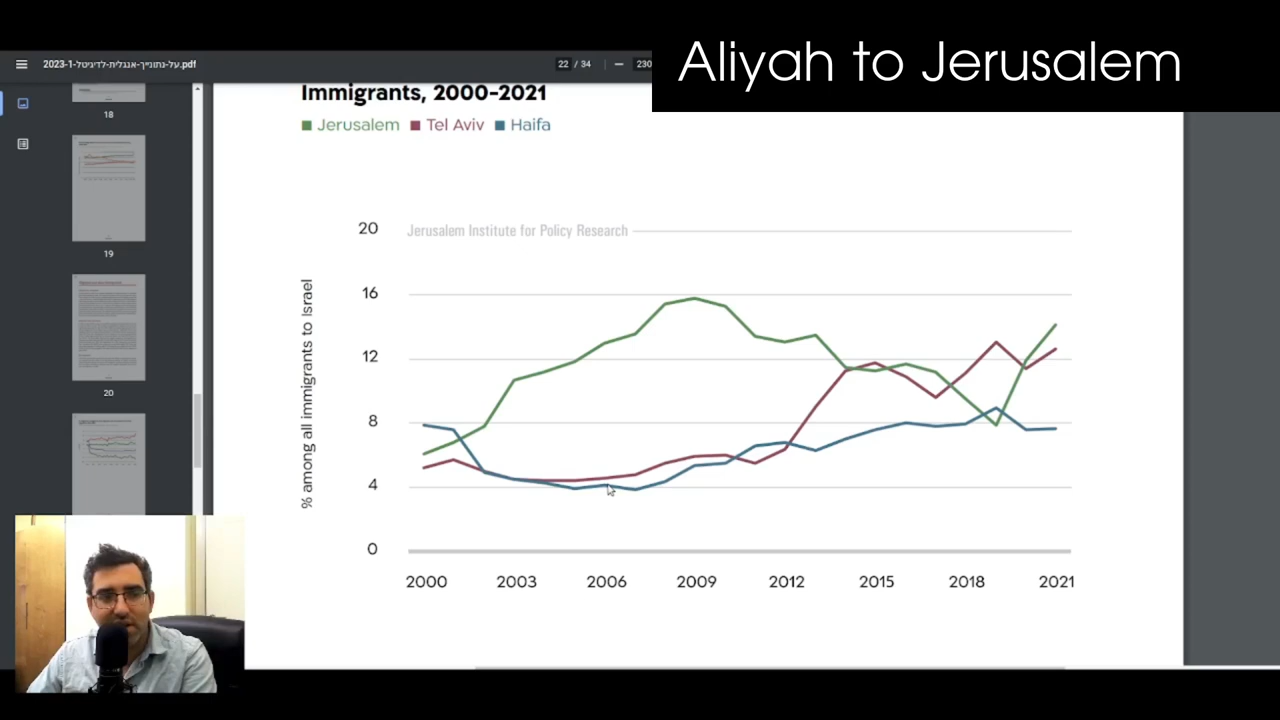 Aliyah to Jerusalem
2023-1-על-נתונייך-אנגלית-לדיגיטל.pdf
22 / 34
230
18
19
20
Immigrants, 2000-2021
Jerusalem Tel Aviv Haifa
Jerusalem Institute for Policy Research
% among all immigrants to Israel
20
16
12
8
4
0
2000 2003 2006 2009 2012 2015 2018 2021